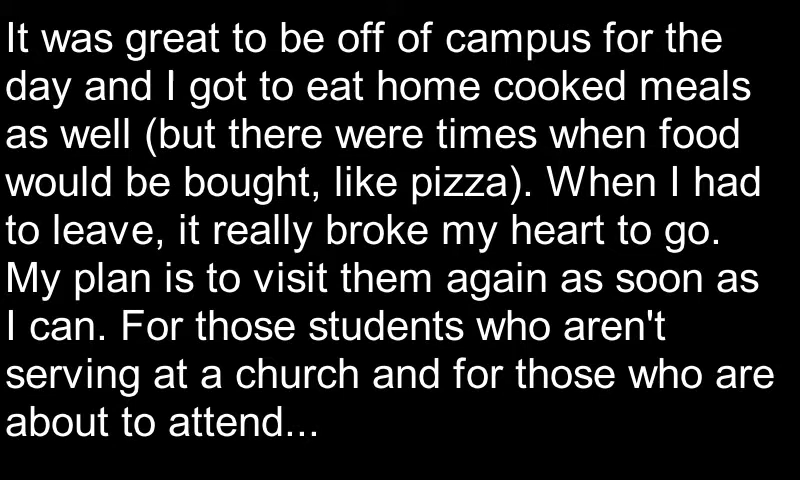 It was great to be off of campus for the
day and I got to eat home cooked meals
as well (but there were times when food
would be bought, like pizza). When I had
to leave, it really broke my heart to go.
My plan is to visit them again as soon as
I can. For those students who aren't
serving at a church and for those who are
about to attend...